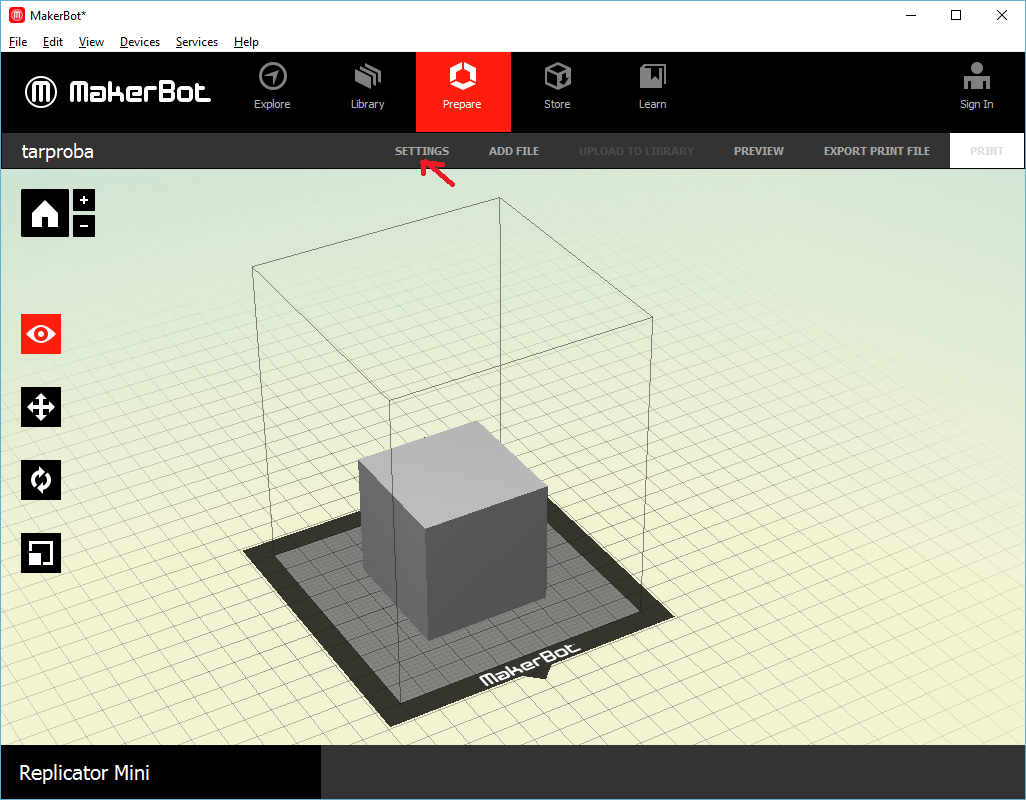 MakerBot*
File Edit View Devices Services Help
MakerBot Explore Library Prepare Store Learn Sign In
tarproba SETTINGS ADD FILE UPLOAD TO LIBRARY PREVIEW EXPORT PRINT FILE PRINT
MakerBot
Replicator Mini